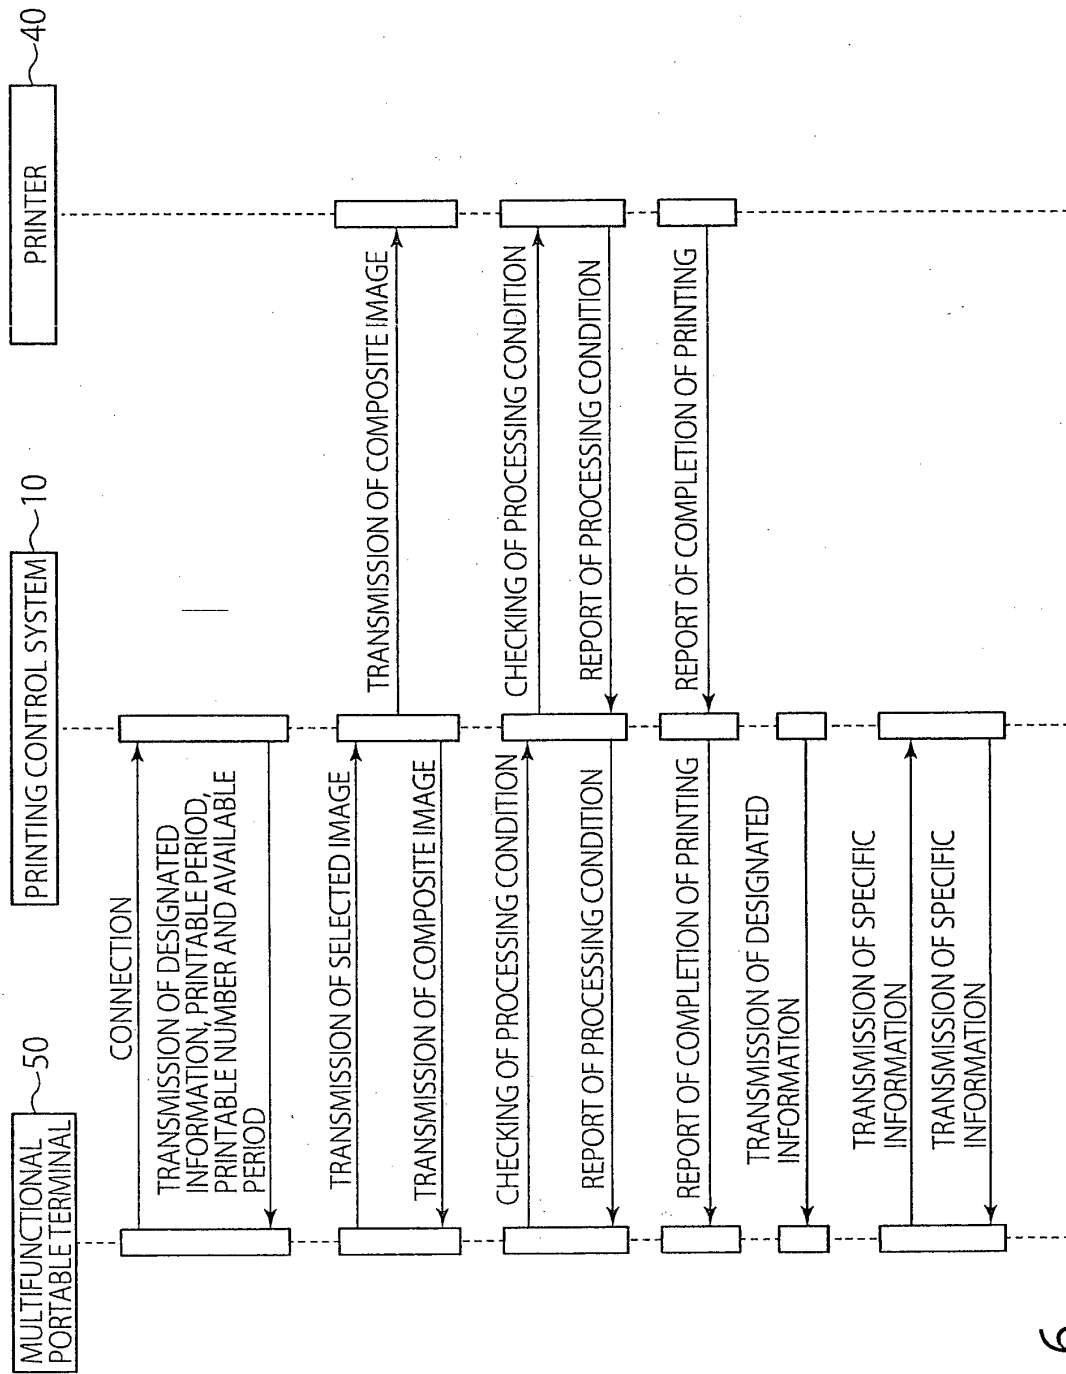 MULTIFUNCTIONAL
PORTABLE TERMINAL
50
PRINTING CONTROL SYSTEM
10
PRINTER
40
CONNECTION
TRANSMISSION OF DESIGNATED
INFORMATION, PRINTABLE PERIOD,
PRINTABLE NUMBER AND AVAILABLE
PERIOD
TRANSMISSION OF SELECTED IMAGE
TRANSMISSION OF COMPOSITE IMAGE
TRANSMISSION OF COMPOSITE IMAGE
CHECKING OF PROCESSING CONDITION
CHECKING OF PROCESSING CONDITION
REPORT OF PROCESSING CONDITION
REPORT OF PROCESSING CONDITION
REPORT OF COMPLETION OF PRINTING
REPORT OF COMPLETION OF PRINTING
TRANSMISSION OF DESIGNATED
INFORMATION
TRANSMISSION OF SPECIFIC
INFORMATION
TRANSMISSION OF SPECIFIC
INFORMATION